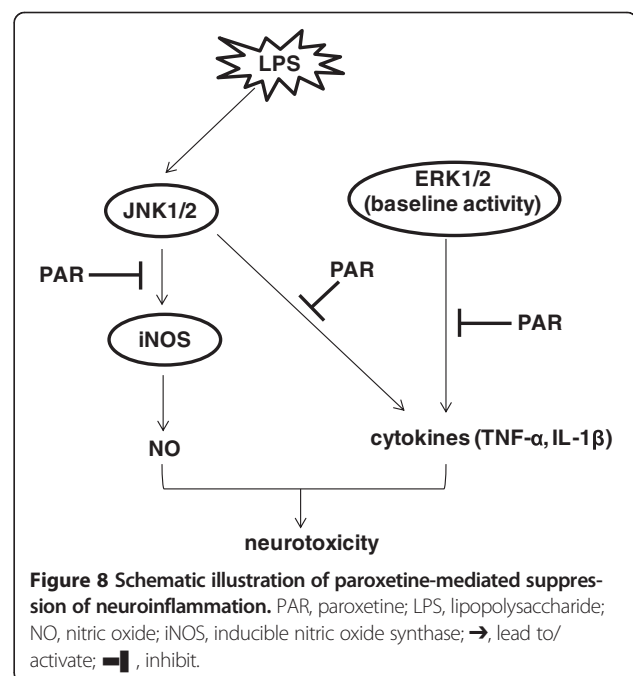 LPS
JNK1/2
ERK1/2
(baseline activity)
PAR
PAR
PAR
iNOS
NO
cytokines (TNF-α, IL-1β)
neurotoxicity
Figure 8 Schematic illustration of paroxetine-mediated suppres-
sion of neuroinflammation. PAR, paroxetine; LPS, lipopolysaccharide;
NO, nitric oxide; iNOS, inducible nitric oxide synthase; ➔, lead to/
activate; ━▌, inhibit.